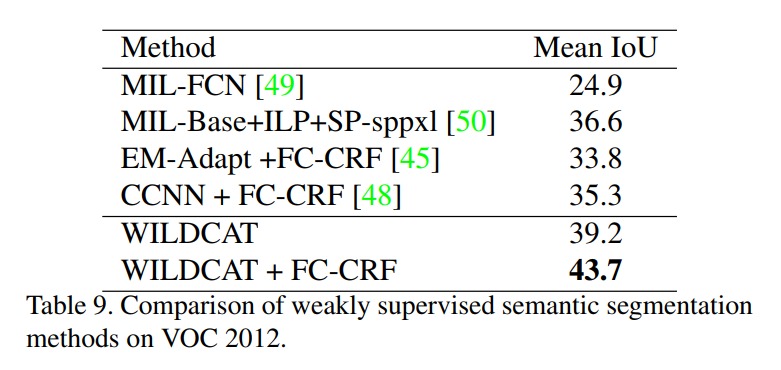 Method Mean IoU
MIL-FCN [49] 24.9
MIL-Base+ILP+SP-sppxl [50] 36.6
EM-Adapt +FC-CRF [45] 33.8
CCNN + FC-CRF [48] 35.3
WILDCAT 39.2
WILDCAT + FC-CRF 43.7
Table 9. Comparison of weakly supervised semantic segmentation
methods on VOC 2012.